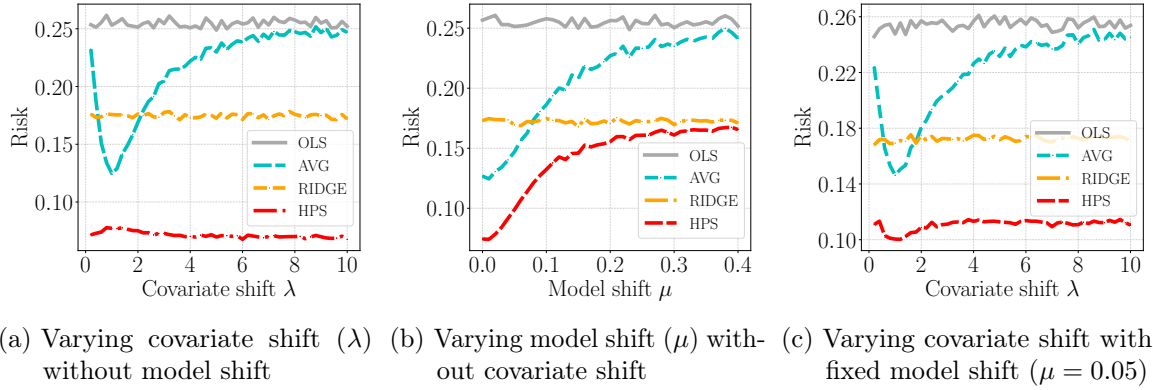 0.25
0.20
0.15
0.10
Risk
OLS
AVG
RIDGE
HPS
0 2 4 6 8 10
Covariate shift λ
0.25
0.20
0.15
0.10
Risk
OLS
AVG
RIDGE
HPS
0.0 0.1 0.2 0.3 0.4
Model shift μ
0.26
0.22
0.18
0.14
0.10
Risk
OLS
AVG
RIDGE
HPS
0 2 4 6 8 10
Covariate shift λ
a) Varying covariate shift (λ)
without model shift
(b) Varying model shift (μ) with-
out covariate shift
(c) Varying covariate shift with
fixed model shift (μ = 0.05)